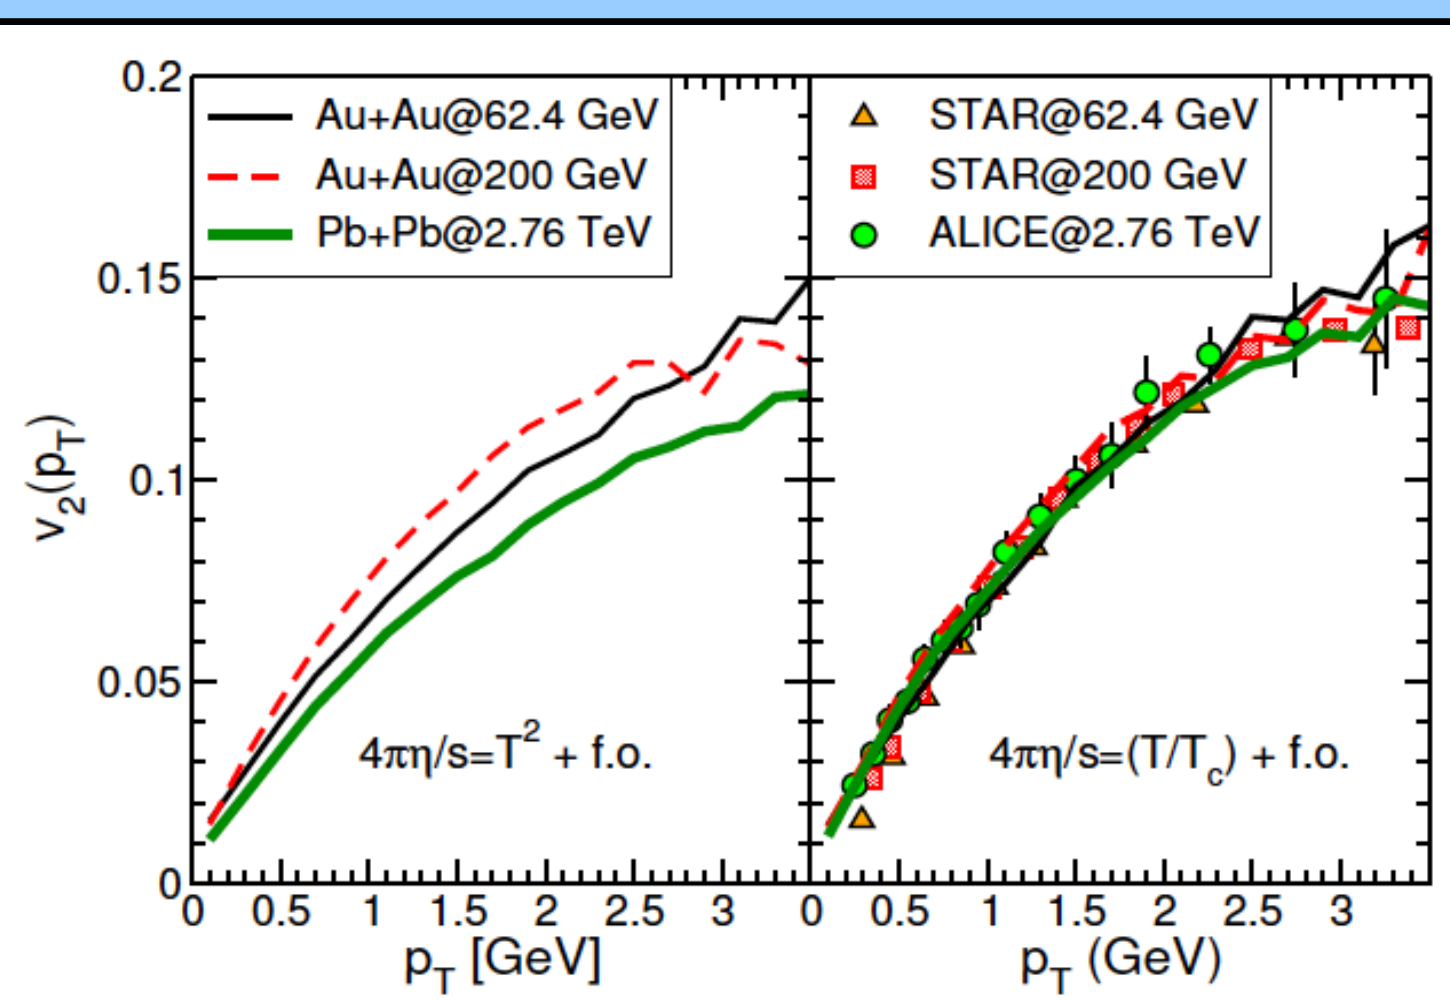 0.2
0.15
0.1
0.05
0
v2(pT)
Au+Au@62.4 GeV
Au+Au@200 GeV
Pb+Pb@2.76 TeV
4πη/s=T² + f.o.
0 0.5 1 1.5 2 2.5 3
pT [GeV]
STAR@62.4 GeV
STAR@200 GeV
ALICE@2.76 TeV
4πη/s=(T/Tc) + f.o.
0 0.5 1 1.5 2 2.5 3
pT (GeV)